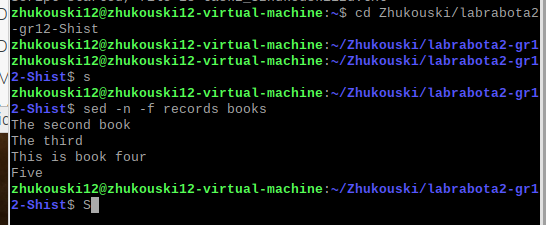 zhukouski12@zhukouski12-virtual-machine:~$ cd Zhukouski/labrabota2
-gr12-Shist
zhukouski12@zhukouski12-virtual-machine:~/Zhukouski/labrabota2-gr1
2-Shist$ s
zhukouski12@zhukouski12-virtual-machine:~/Zhukouski/labrabota2-gr1
2-Shist$ sed -n -f records books
The second book
The third
This is book four
Five
zhukouski12@zhukouski12-virtual-machine:~/Zhukouski/labrabota2-gr1
2-Shist$ S